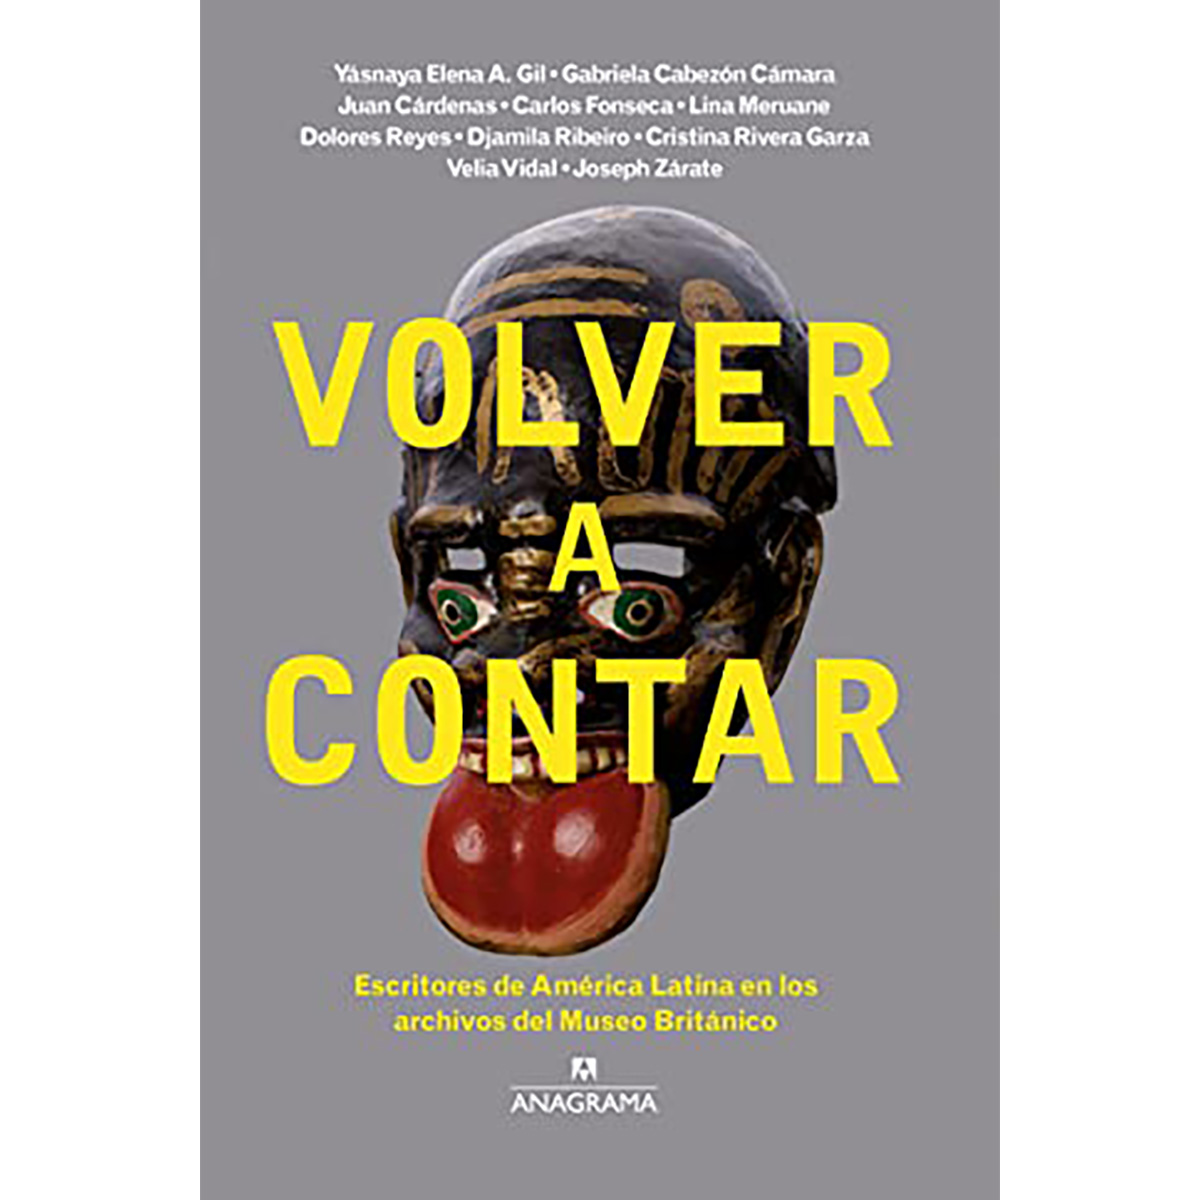 Yásnaya Elena A. Gil • Gabriela Cabezón Cámara
Juan Cárdenas • Carlos Fonseca • Lina Meruane
Dolores Reyes • Djamila Ribeiro • Cristina Rivera Garza
Velia Vidal • Joseph Zárate
VOLVER
A
CONTAR
Escritores de América Latina en los
archivos del Museo Británico
A
ANAGRAMA